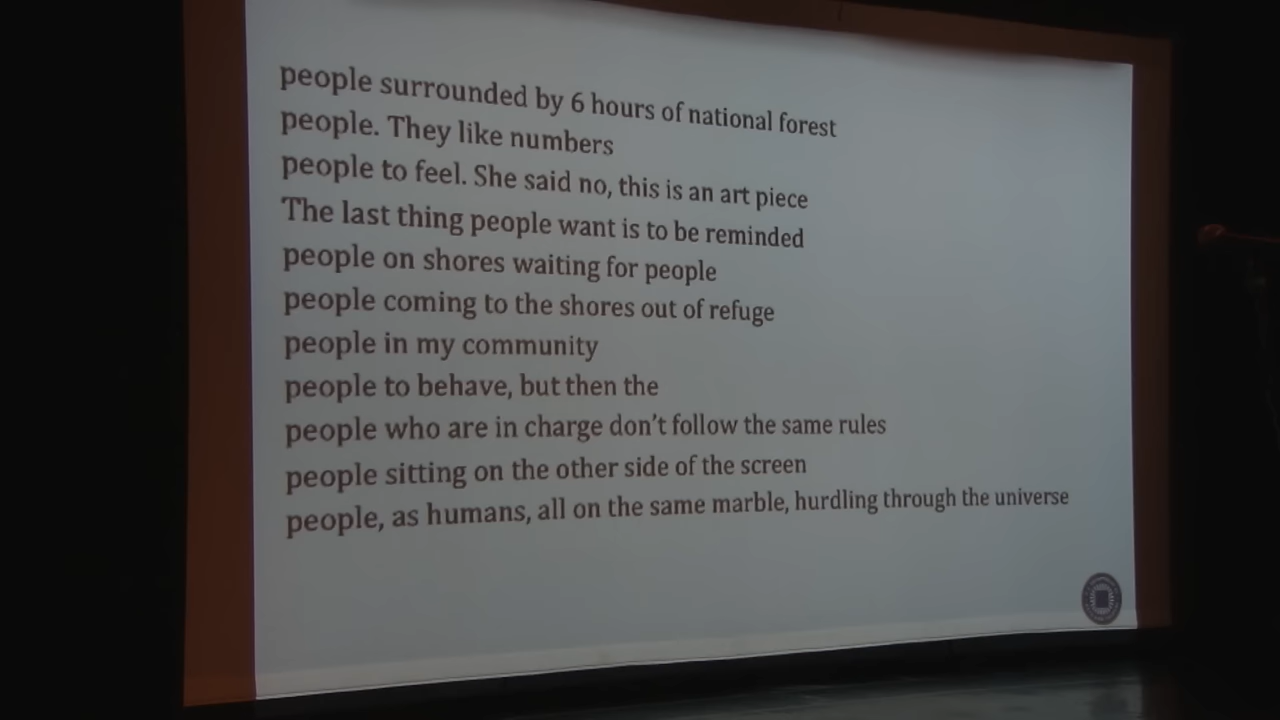 people surrounded by 6 hours of national forest
people. They like numbers
people to feel. She said no, this is an art piece
The last thing people want is to be reminded
people on shores waiting for people
people coming to the shores out of refuge
people in my community
people to behave, but then the
people who are in charge don't follow the same rules
people sitting on the other side of the screen
people, as humans, all on the same marble, hurdling through the universe